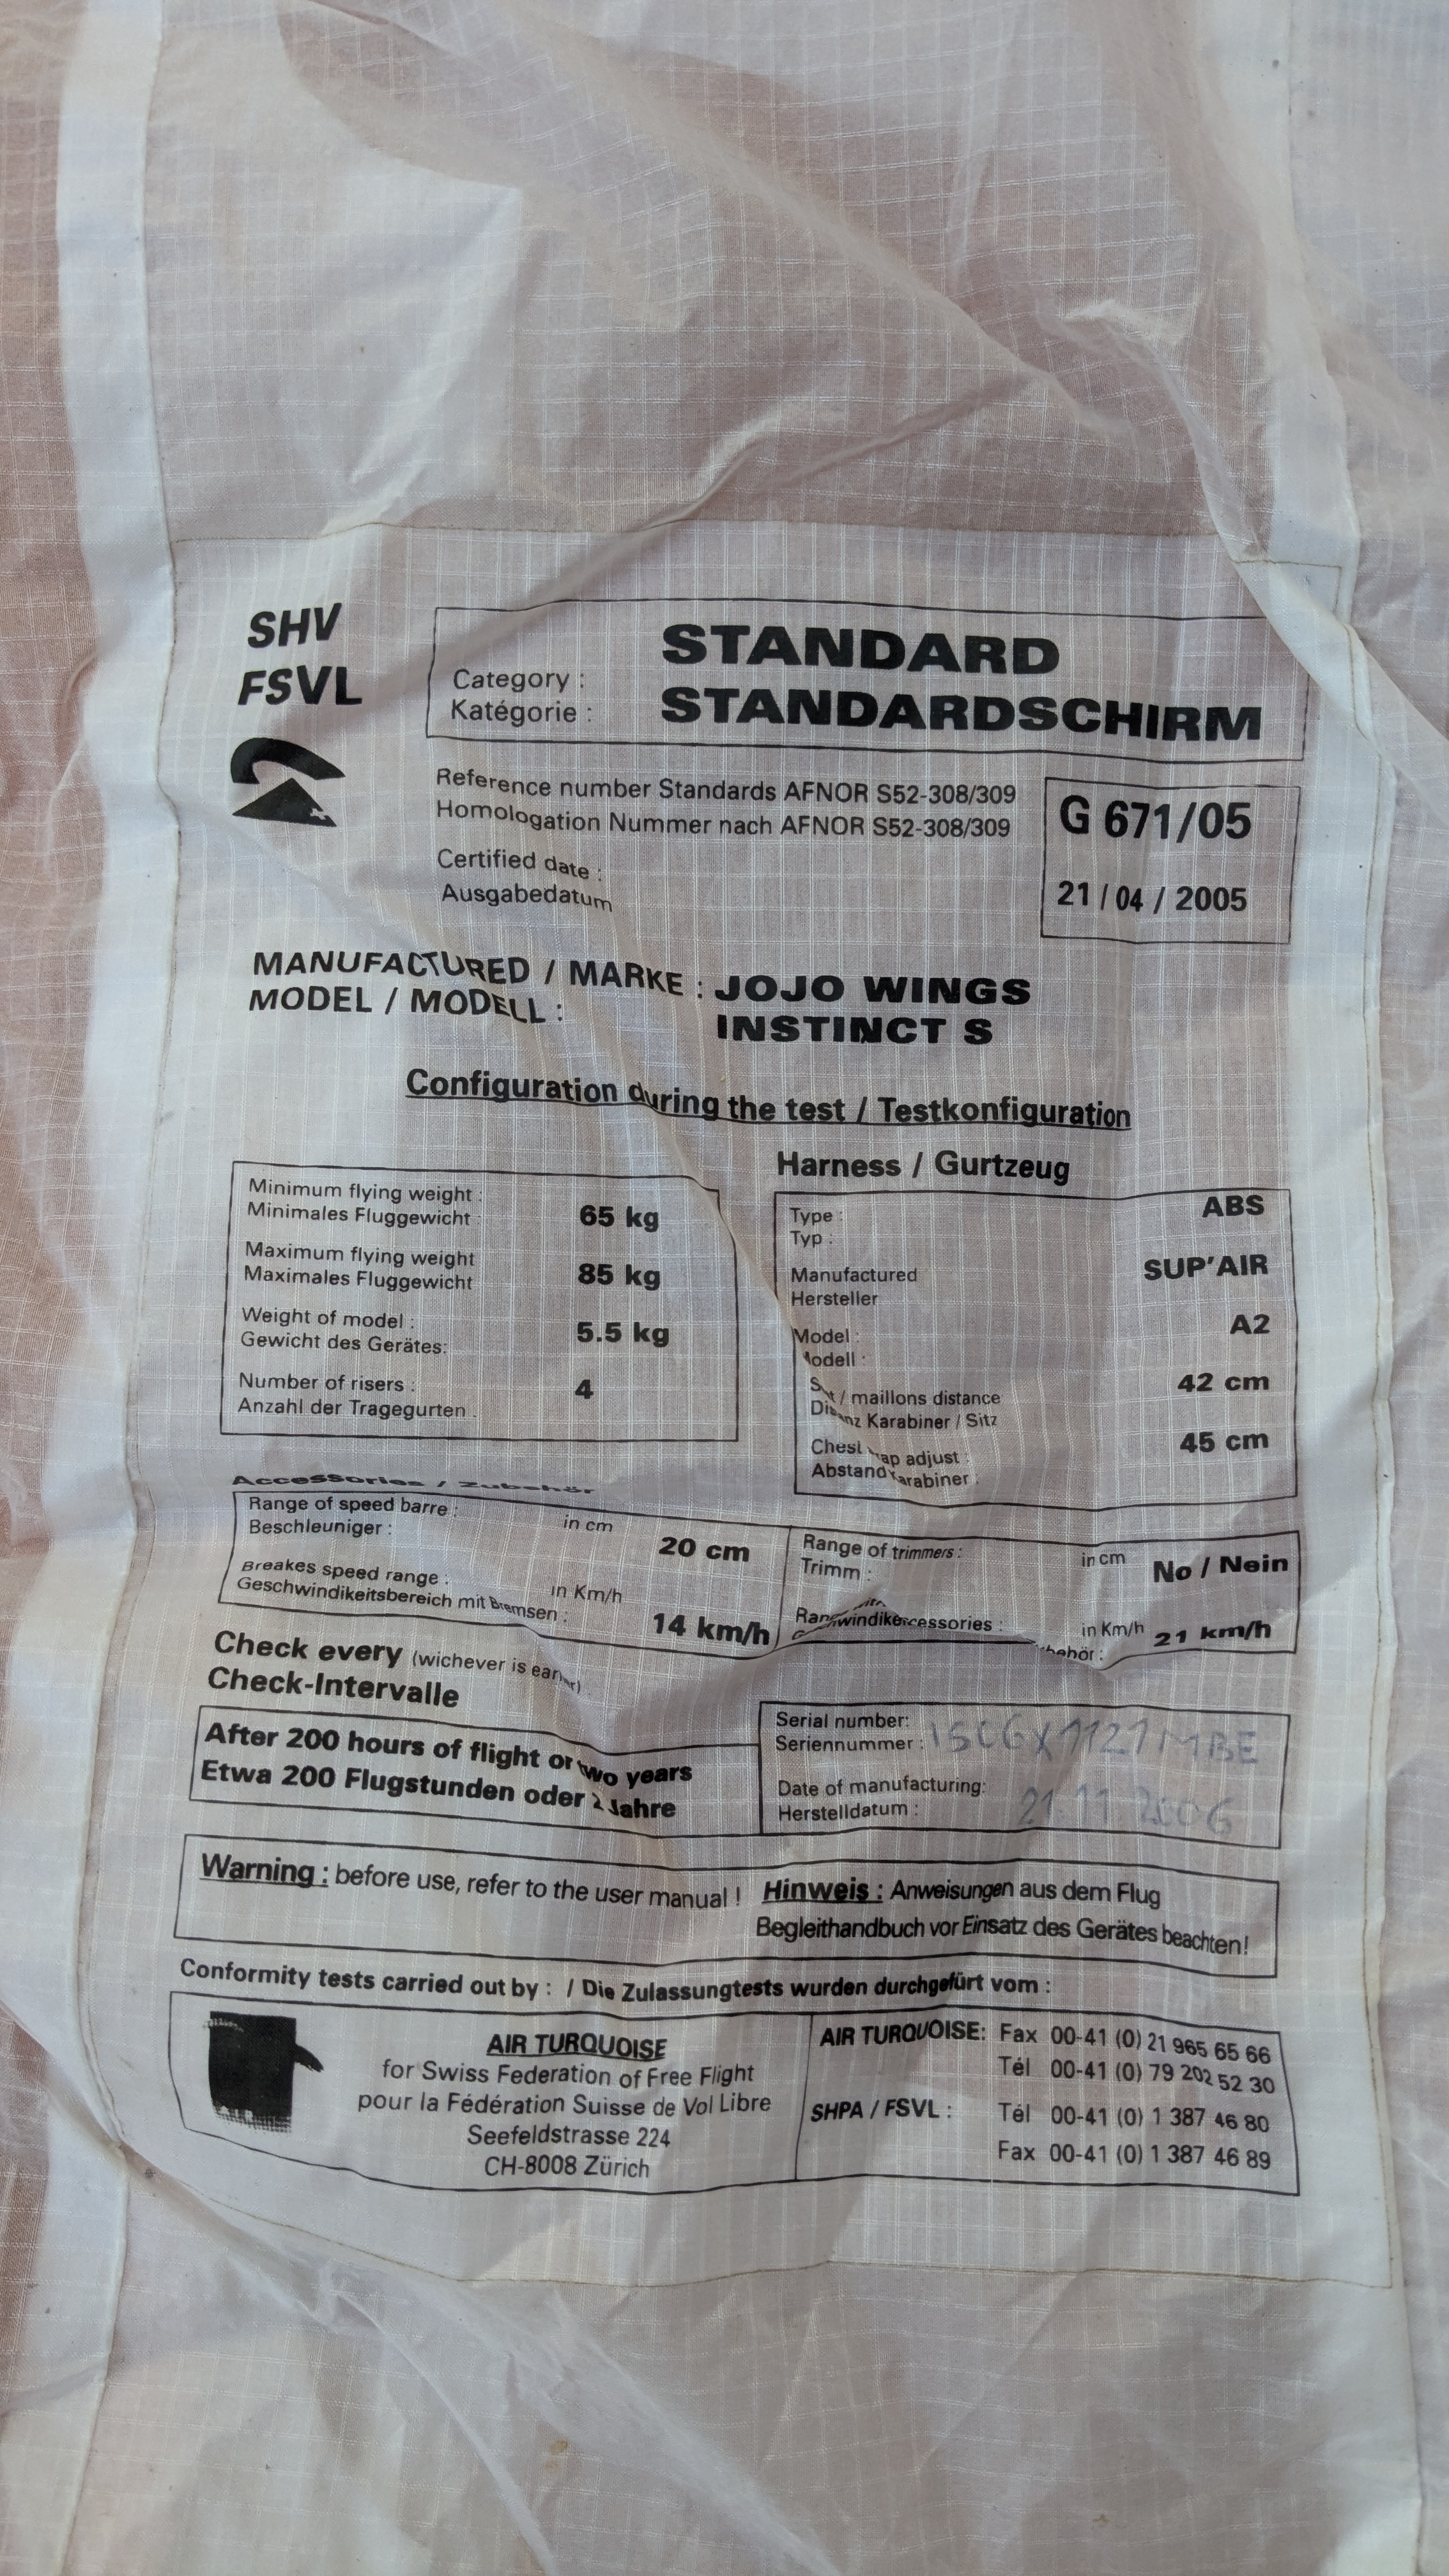 SHV
FSVL
Category :
Katégorie :
STANDARD
STANDARDSCHIRM
Reference number Standards AFNOR S52-308/309
Homologation Nummer nach AFNOR S52-308/309
G 671/05
Certified date :
Ausgabedatum
21 / 04 / 2005
MANUFACTURED / MARKE : JOJO WINGS
MODEL / MODELL : INSTINCT S
Configuration during the test / Testkonfiguration
Minimum flying weight :
Minimales Fluggewicht :
65 kg
Maximum flying weight
Maximales Fluggewicht
85 kg
Weight of model :
Gewicht des Gerätes:
5.5 kg
Number of risers :
Anzahl der Tragegurten :
4
Harness / Gurtzeug
Type :
Typ :
ABS
Manufactured
Hersteller
SUP'AIR
Model :
Modell :
A2
/ maillons distance
Karabiner / Sitz
42 cm
adjust :
Abstand Karabiner :
45 cm
Accessories / Zubehör
Range of speed barre : in cm
Beschleuniger :
20 cm
Breakes speed range : in Km/h
Geschwindikeitsbereich mit Bremsen :
14 km/h
Range of trimmers : in cm
Trimm :
No / Nein
in Km/h 21 km/h
Check every (wichever is
Check-Intervalle
After 200 hours of flight or two years
Etwa 200 Flugstunden oder 2 Jahre
Serial number:
Seriennummer :
Date of manufacturing:
Herstelldatum :
21.11.2006
Warning : before use, refer to the user manual !
Hinweis : Anweisungen aus dem Flug
Begleithandbuch vor Einsatz des Gerätes beachten!
Conformity tests carried out by : / Die Zulassungtests wurden durchgefürt vom :
AIR TURQUOISE
for Swiss Federation of Free Flight
pour la Fédération Suisse de Vol Libre
Seefeldstrasse 224
CH-8008 Zürich
AIR TURQUOISE: Fax 00-41 (0) 21 965 65 66
Tél 00-41 (0) 79 202 52 30
SHPA / FSVL : Tél 00-41 (0) 1 387 46 80
Fax 00-41 (0) 1 387 46 89